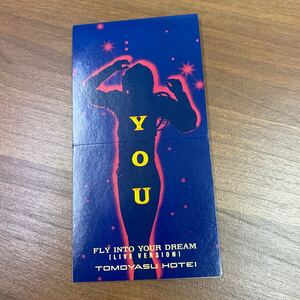 YOU
FLY INTO YOUR DREAM
(LIVE VERSION)
TOMOYASU HOTEI